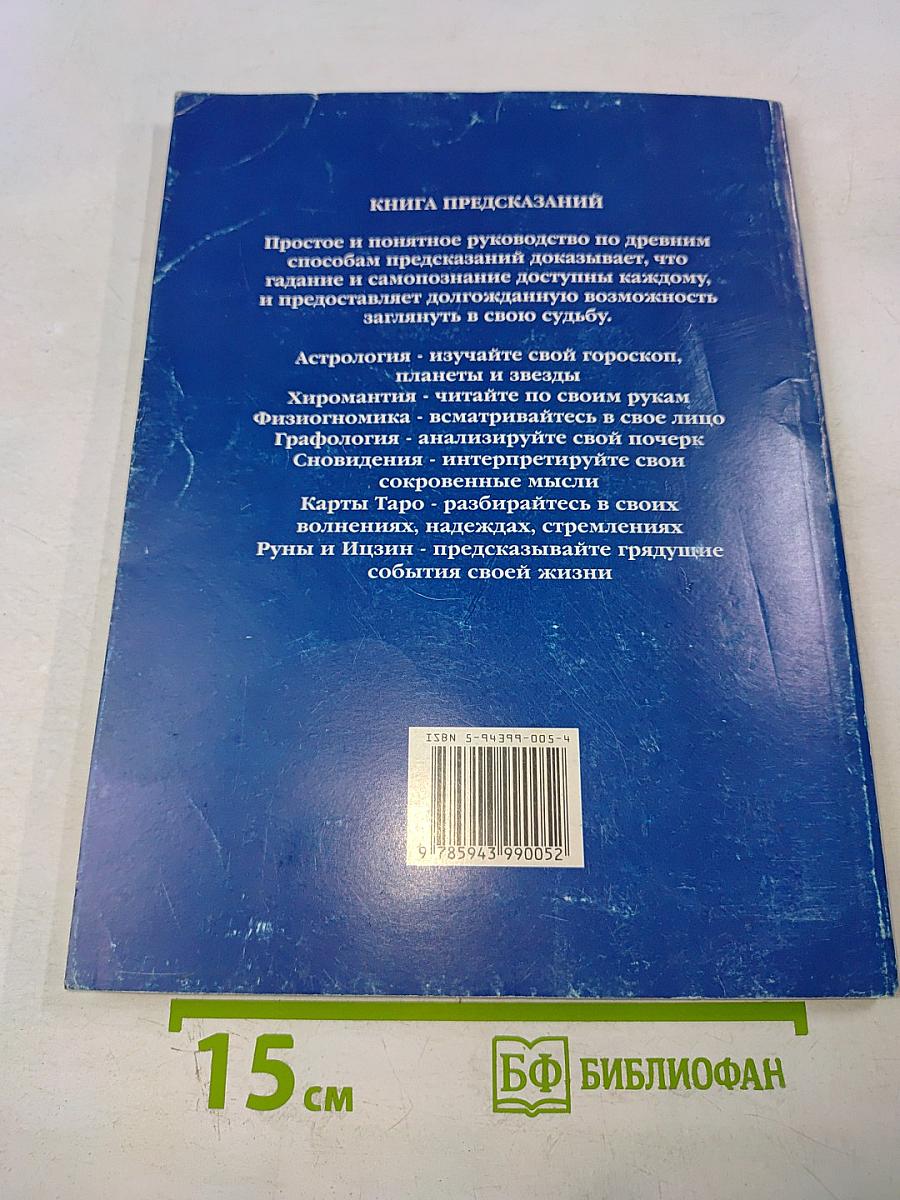 КНИГА ПРЕДСКАЗАНИЙ
Простое и понятное руководство по древним
способам предсказаний доказывает, что
гадание и самопознание доступны каждому,
и предоставляет долгожданную возможность
заглянуть в свою судьбу.
Астрология - изучайте свой гороскоп,
планеты и звезды
Хиромантия - читайте по своим рукам
Физиогномика - всматривайтесь в свое лицо
Графология - анализируйте свой почерк
Сновидения - интерпретируйте свои
сокровенные мысли
Карты Таро - разбирайтесь в своих
волнениях, надеждах, стремлениях
Руны и Ицзин - предсказывайте грядущие
события своей жизни
ISBN 5-94399-005-4
9 785943 990052
15 см
БФ БИБЛИОФАН